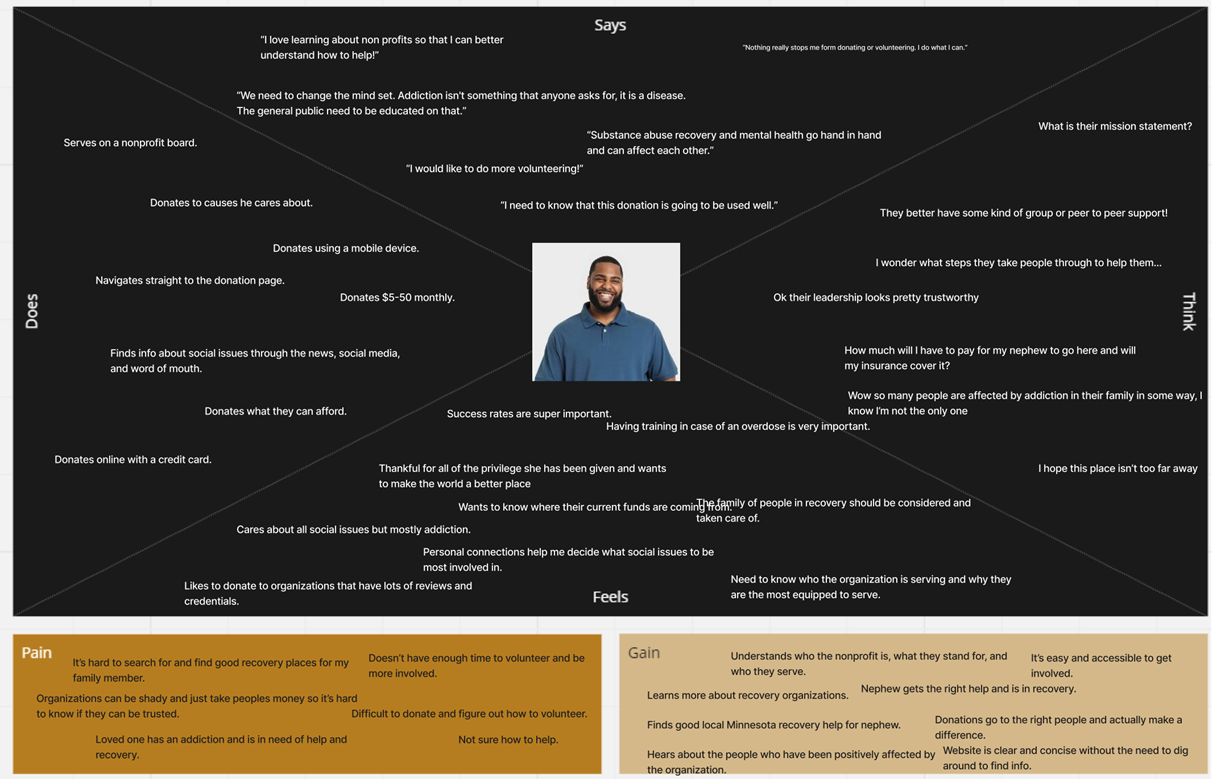 Says
“I love learning about non profits so that I can better
understand how to help!”
“Nothing really stops me form donating or volunteering. I do what I can.”
“We need to change the mind set. Addiction isn't something that anyone asks for, it is a disease.
The general public need to be educated on that.”
“Substance abuse recovery and mental health go hand in hand
and can affect each other.”
“I would like to do more volunteering!”
“I need to know that this donation is going to be used well.”
Does
Serves on a nonprofit board.
Donates to causes he cares about.
Donates using a mobile device.
Navigates straight to the donation page.
Donates $5-50 monthly.
Finds info about social issues through the news, social media,
and word of mouth.
Donates what they can afford.
Donates online with a credit card.
Think
What is their mission statement?
They better have some kind of group or peer to peer support!
I wonder what steps they take people through to help them...
Ok their leadership looks pretty trustworthy
How much will I have to pay for my nephew to go here and will
my insurance cover it?
Wow so many people are affected by addiction in their family in some way, I
know I’m not the only one
I hope this place isn’t too far away
Success rates are super important.
Having training in case of an overdose is very important.
Thankful for all of the privilege she has been given and wants
to make the world a better place
Wants to know where their current funds are coming from.
The family of people in recovery should be considered and
taken care of.
Cares about all social issues but mostly addiction.
Personal connections help me decide what social issues to be
most involved in.
Likes to donate to organizations that have lots of reviews and
credentials.
Need to know who the organization is serving and why they
are the most equipped to serve.
Feels
Pain
It’s hard to search for and find good recovery places for my
family member.
Doesn’t have enough time to volunteer and be
more involved.
Organizations can be shady and just take peoples money so it’s hard
to know if they can be trusted.
Difficult to donate and figure out how to volunteer.
Loved one has an addiction and is in need of help and
recovery.
Not sure how to help.
Gain
Understands who the nonprofit is, what they stand for, and
who they serve.
It’s easy and accessible to get
involved.
Learns more about recovery organizations.
Nephew gets the right help and is in recovery.
Finds good local Minnesota recovery help for nephew.
Donations go to the right people and actually make a
difference.
Hears about the people who have been positively affected by
the organization.
Website is clear and concise without the need to dig
around to find info.